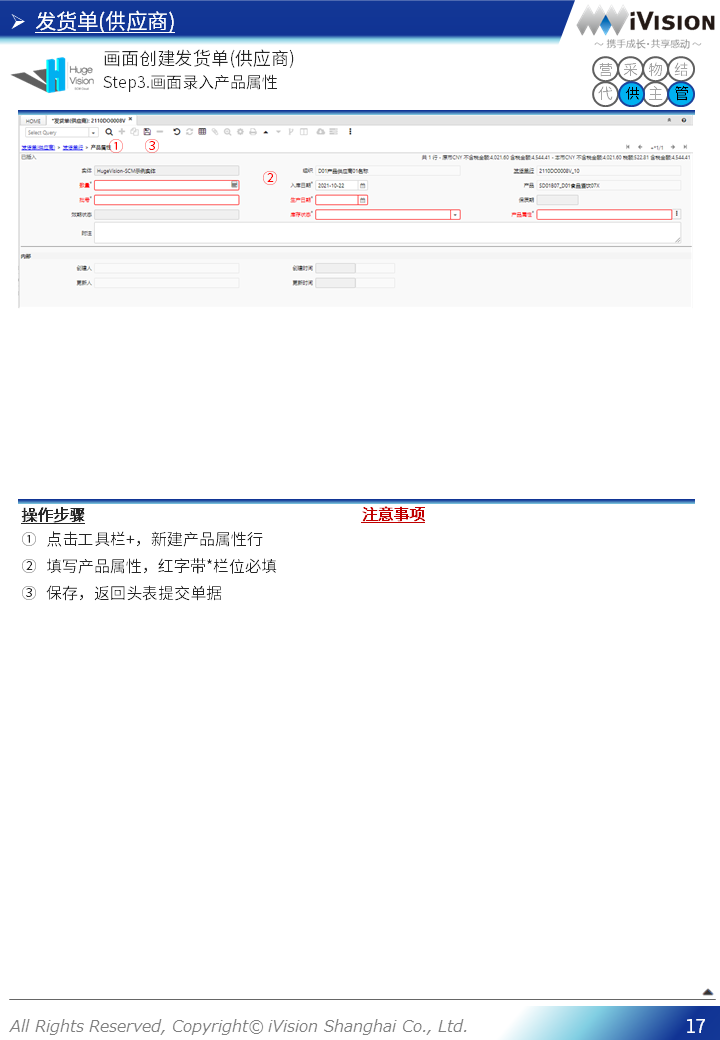 ➢ 发货单(供应商)
iVISION
～ 携手成长·共享感动 ～
Huge Vision
画面创建发货单(供应商)
Step3.画面录入产品属性
营 采 物 结
代 供 主 管
HOME *发货单(供应商): 2110DO0008V
Select Query
① ③
发货单(供应商) > 发货单行 > 产品属性 1/1
已插入 共 1 行 - 原币CNY 不含税金额:4,021.60 含税金额:4,544.41 - 本币CNY 不含税金额:4,021.60 税额:522.81 含税金额:4,544.41
②
实体 HugeVision-SCM示例实体 组织 D01产品供应商01名称 发货单行 2110DO0008V_10
数量* 入库日期* 2021-10-22 产品 SD01807_D01食品馔饮07X
批号* 生产日期* 保质期
效期状态 库存状态* 产品属性*
附注
内部
创建人 创建时间
更新人 更新时间
操作步骤 注意事项
① 点击工具栏+，新建产品属性行
② 填写产品属性，红字带*栏位必填
③ 保存，返回头表提交单据
All Rights Reserved, Copyright© iVision Shanghai Co., Ltd. 17